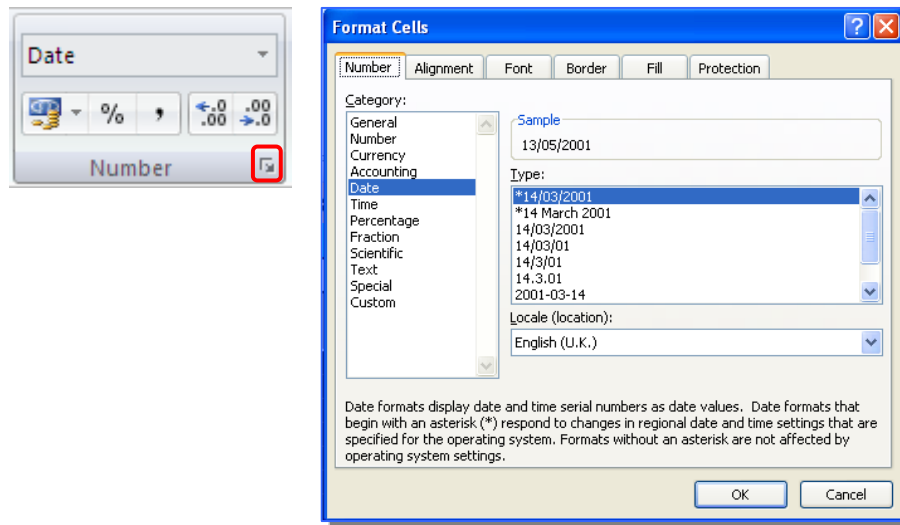 Date
%
,
←.0
.00
.00
→.0
Number
Format Cells
?
X
Number
Alignment
Font
Border
Fill
Protection
Category:
General
Number
Currency
Accounting
Date
Time
Percentage
Fraction
Scientific
Text
Special
Custom
Sample
13/05/2001
Type:
*14/03/2001
*14 March 2001
14/03/2001
14/03/01
14/3/01
14.3.01
2001-03-14
Locale (location):
English (U.K.)
Date formats display date and time serial numbers as date values.  Date formats that
begin with an asterisk (*) respond to changes in regional date and time settings that are
specified for the operating system. Formats without an asterisk are not affected by
operating system settings.
OK
Cancel